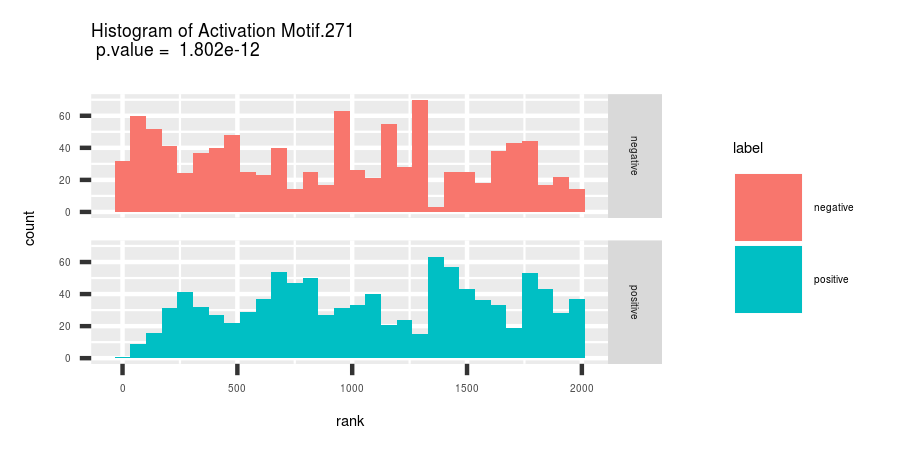 Histogram of Activation Motif.271
p.value = 1.802e-12
count
60
40
20
0
negative
60
40
20
0
positive
0 500 1000 1500 2000
rank
label
negative
positive